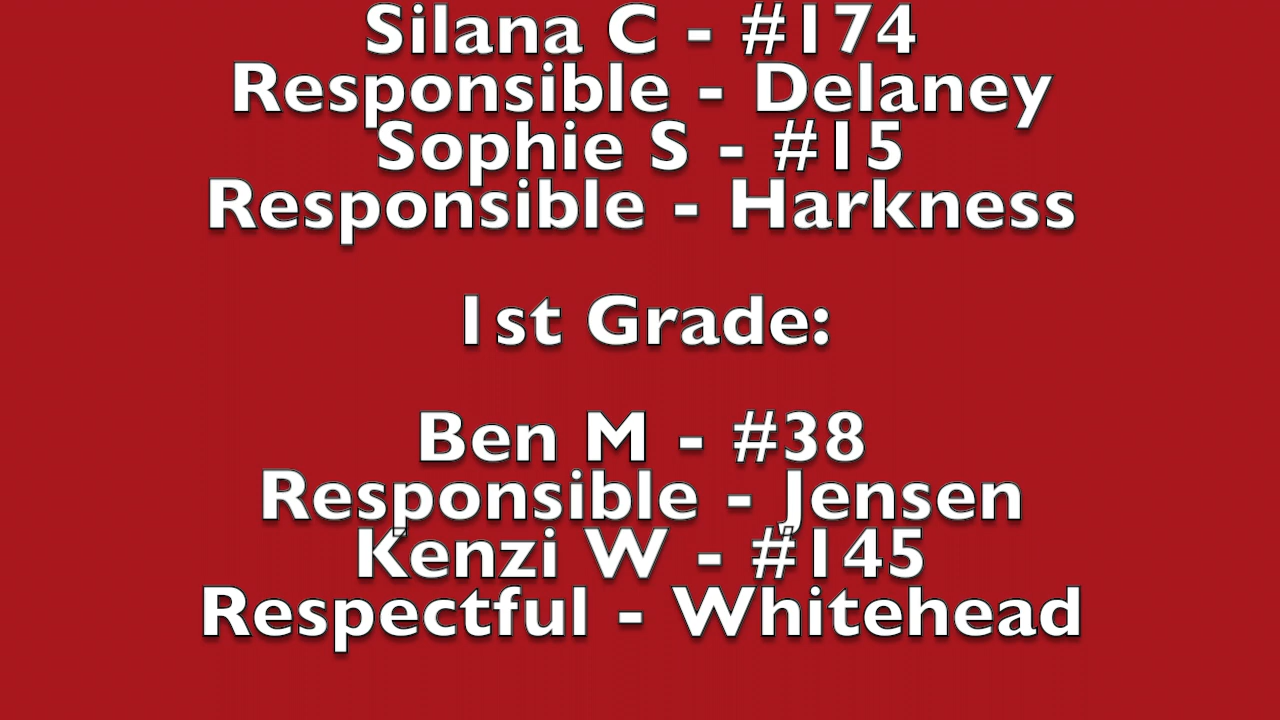 Silana C - #174
Responsible - Delaney
Sophie S - #15
Responsible - Harkness
1st Grade:
Ben M - #38
Responsible - Jensen
Kenzi W - #145
Respectful - Whitehead